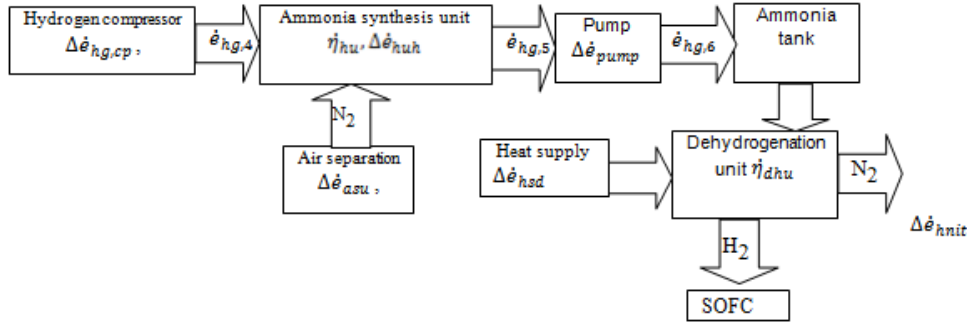 Hydrogen compressor
Δė_hg,cp ,
ė_hg,4
Ammonia synthesis unit
η̇_hu, Δė_huh
ė_hg,5
Pump
Δė_pump
ė_hg,6
Ammonia
tank
N₂
Air separation
Δė_asu ,
Heat supply
Δė_hsd
Dehydrogenation
unit η̇_dhu
N₂
Δė_hnit
H₂
SOFC